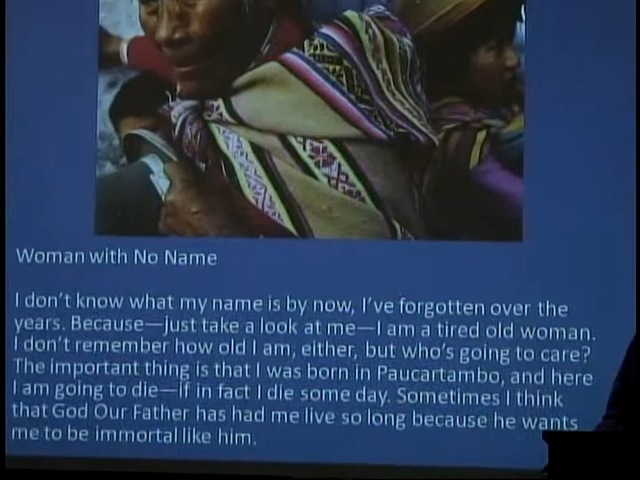 Woman with No Name
I don't know what my name is by now, I've forgotten over the
years. Because—just take a look at me—I am a tired old woman.
I don't remember how old I am, either, but who's going to care?
The important thing is that I was born in Paucartambo, and here
I am going to die—if in fact I die some day. Sometimes I think
that God Our Father has had me live so long because he wants
me to be immortal like him.